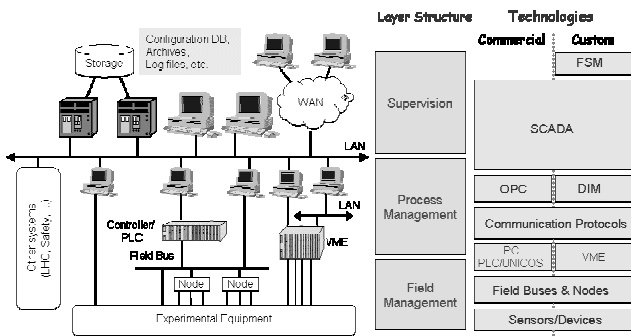 Layer Structure
Technologies
Commercial
Custom
Configuration DB,
Archives,
Log files, etc.
Storage
WAN
LAN
Other systems
(LHC, Safety, ...)
Controller/
PLC
Field Bus
LAN
VME
Node
Node
Experimental Equipment
Supervision
Process
Management
Field
Management
FSM
SCADA
OPC
DIM
Communication Protocols
PC
PLC/UNICOS
VME
Field Buses & Nodes
Sensors/Devices